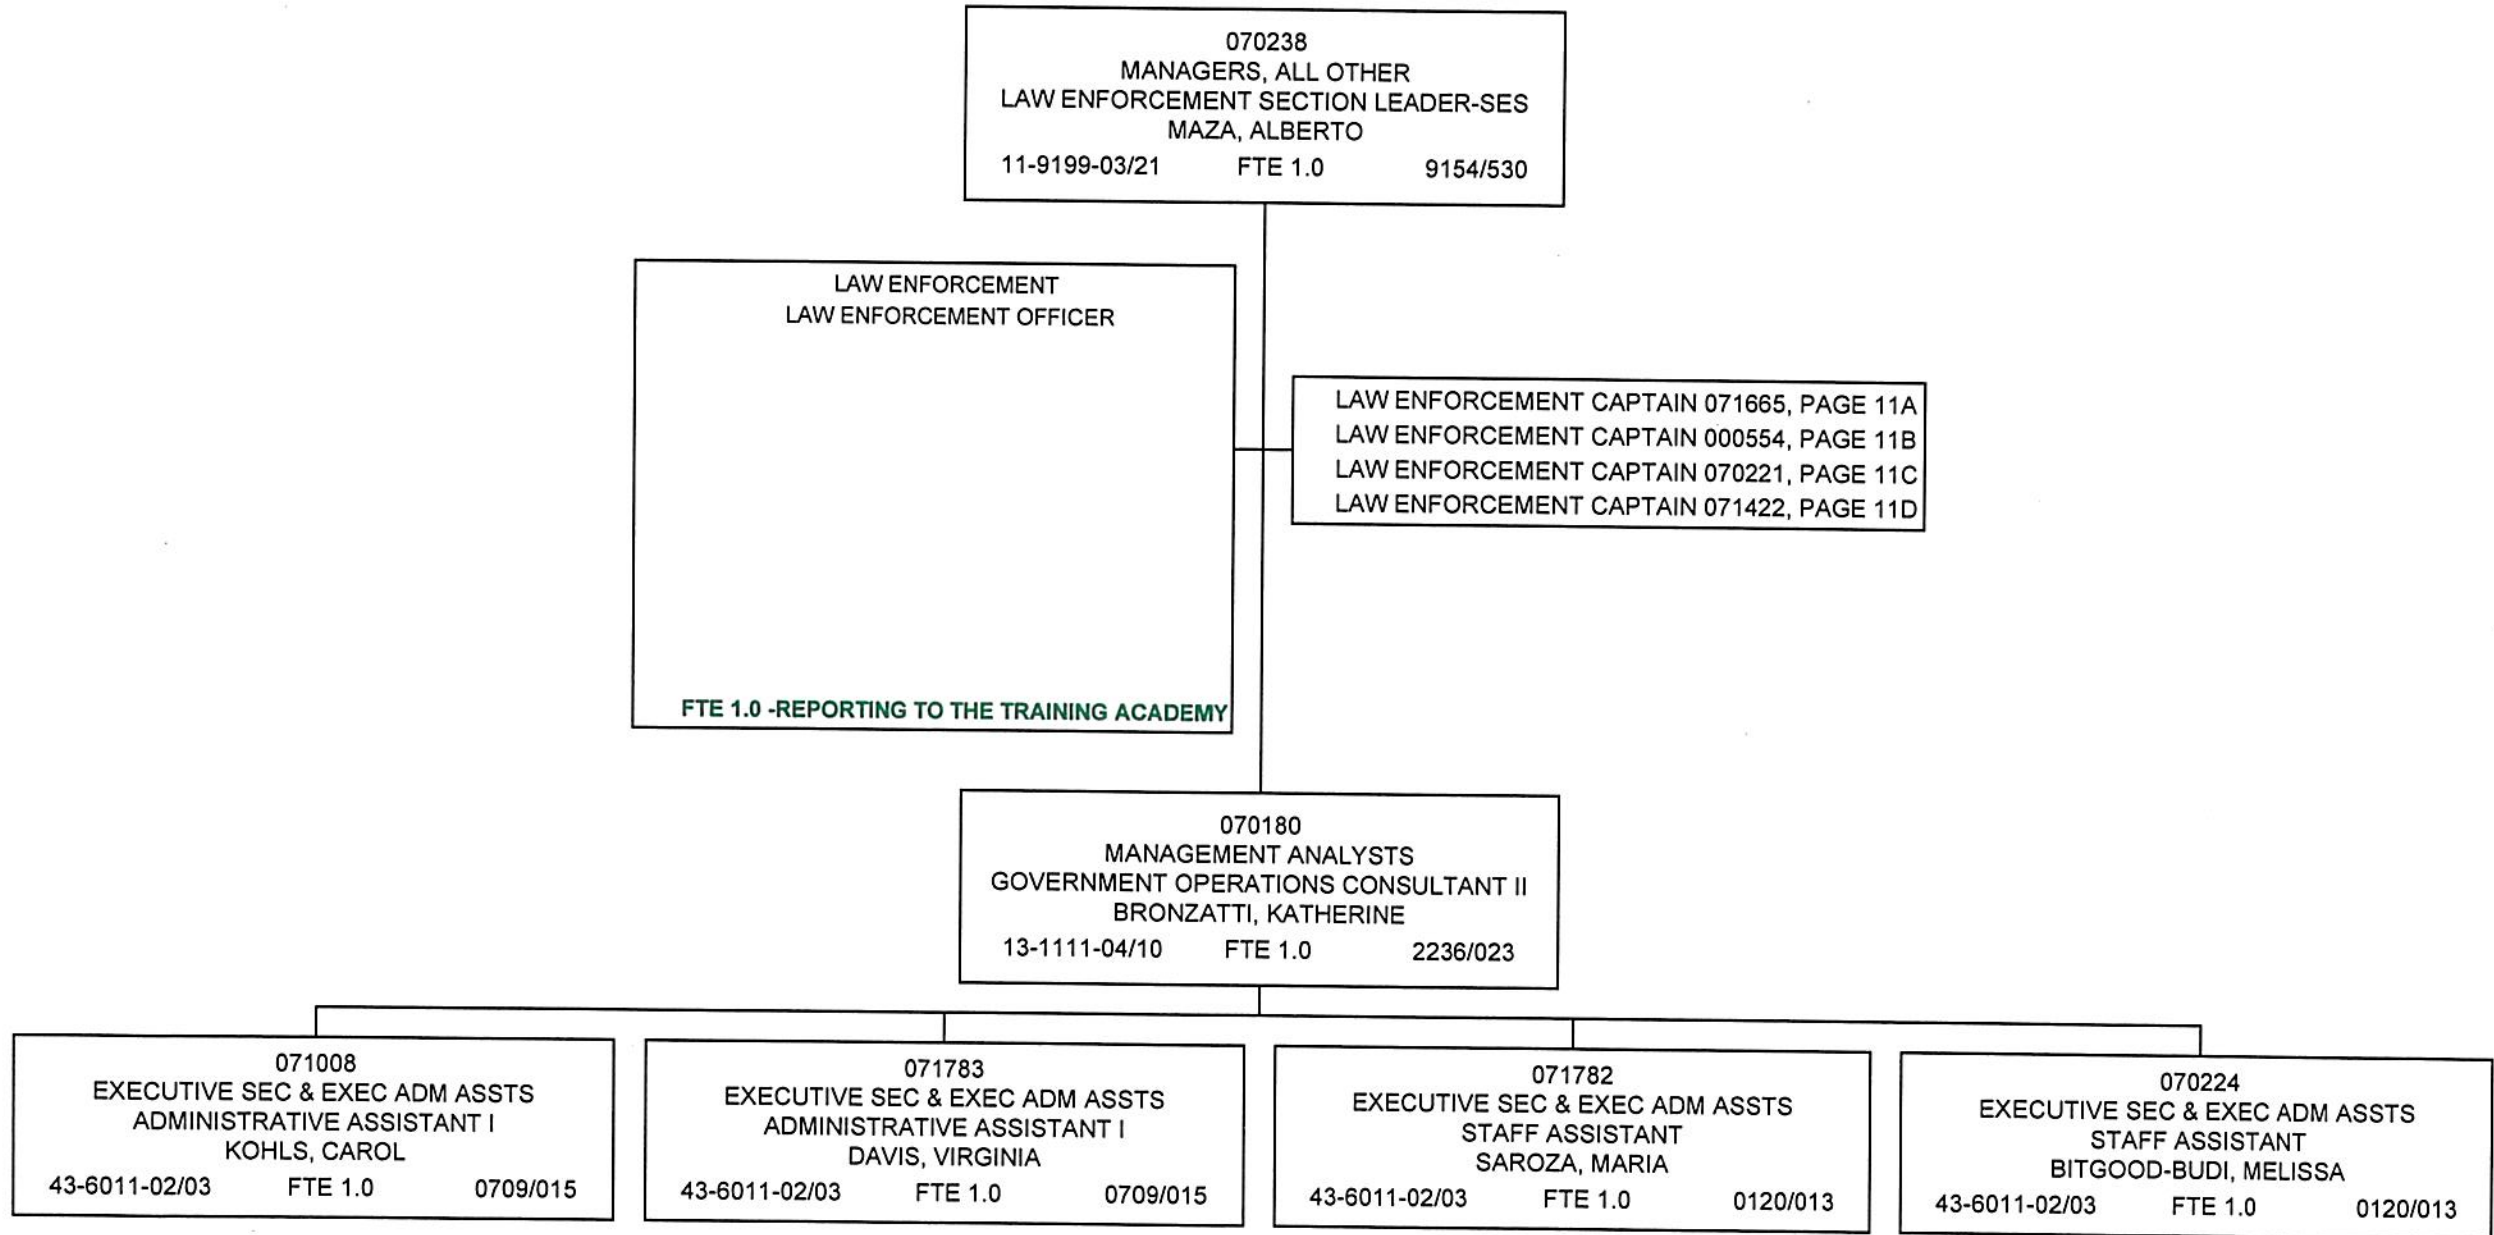 070238
MANAGERS, ALL OTHER
LAW ENFORCEMENT SECTION LEADER-SES
MAZA, ALBERTO
11-9199-03/21 FTE 1.0 9154/530
LAW ENFORCEMENT
LAW ENFORCEMENT OFFICER
FTE 1.0 -REPORTING TO THE TRAINING ACADEMY
LAW ENFORCEMENT CAPTAIN 071665, PAGE 11A
LAW ENFORCEMENT CAPTAIN 000554, PAGE 11B
LAW ENFORCEMENT CAPTAIN 070221, PAGE 11C
LAW ENFORCEMENT CAPTAIN 071422, PAGE 11D
070180
MANAGEMENT ANALYSTS
GOVERNMENT OPERATIONS CONSULTANT II
BRONZATTI, KATHERINE
13-1111-04/10 FTE 1.0 2236/023
071008
EXECUTIVE SEC & EXEC ADM ASSTS
ADMINISTRATIVE ASSISTANT I
KOHLS, CAROL
43-6011-02/03 FTE 1.0 0709/015
071783
EXECUTIVE SEC & EXEC ADM ASSTS
ADMINISTRATIVE ASSISTANT I
DAVIS, VIRGINIA
43-6011-02/03 FTE 1.0 0709/015
071782
EXECUTIVE SEC & EXEC ADM ASSTS
STAFF ASSISTANT
SAROZA, MARIA
43-6011-02/03 FTE 1.0 0120/013
070224
EXECUTIVE SEC & EXEC ADM ASSTS
STAFF ASSISTANT
BITGOOD-BUDI, MELISSA
43-6011-02/03 FTE 1.0 0120/013